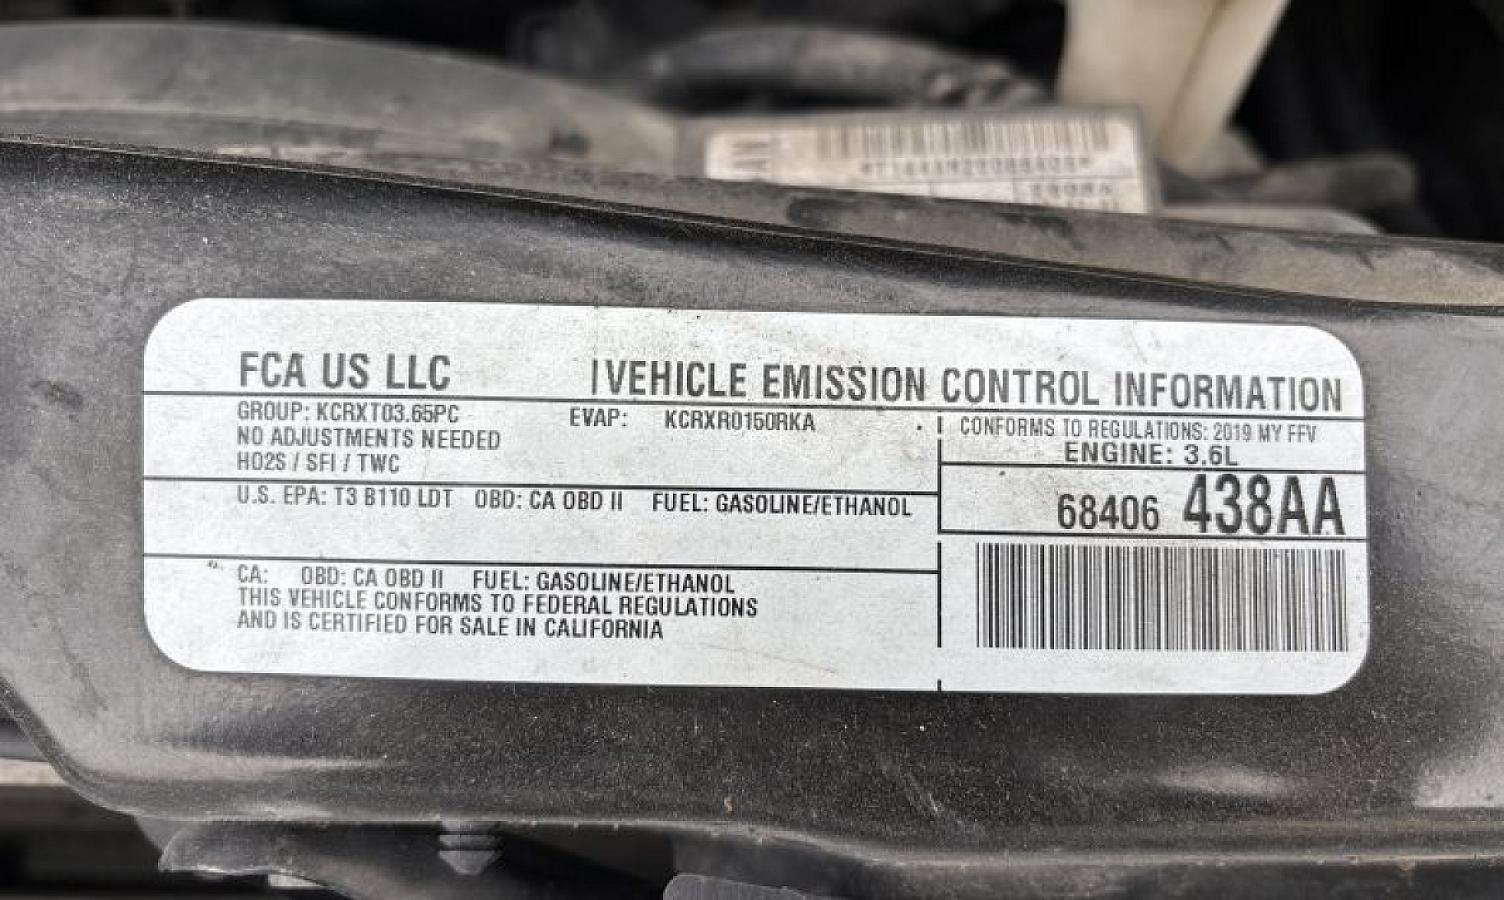 FCA US LLC
VEHICLE EMISSION CONTROL INFORMATION
GROUP: KCRXT03.65PC EVAP: KCRXR0150RKA
NO ADJUSTMENTS NEEDED
HO2S / SFI / TWC
CONFORMS TO REGULATIONS: 2019 MY FFV
ENGINE: 3.6L
68406 438AA
U.S. EPA: T3 B110 LDT OBD: CA OBD II FUEL: GASOLINE/ETHANOL
CA: OBD: CA OBD II FUEL: GASOLINE/ETHANOL
THIS VEHICLE CONFORMS TO FEDERAL REGULATIONS
AND IS CERTIFIED FOR SALE IN CALIFORNIA